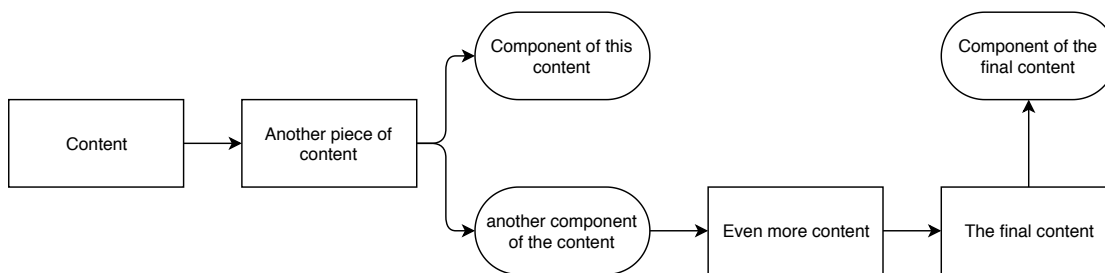 Content
Another piece of
content
Component of this
content
another component
of the content
Even more content
The final content
Component of the
final content